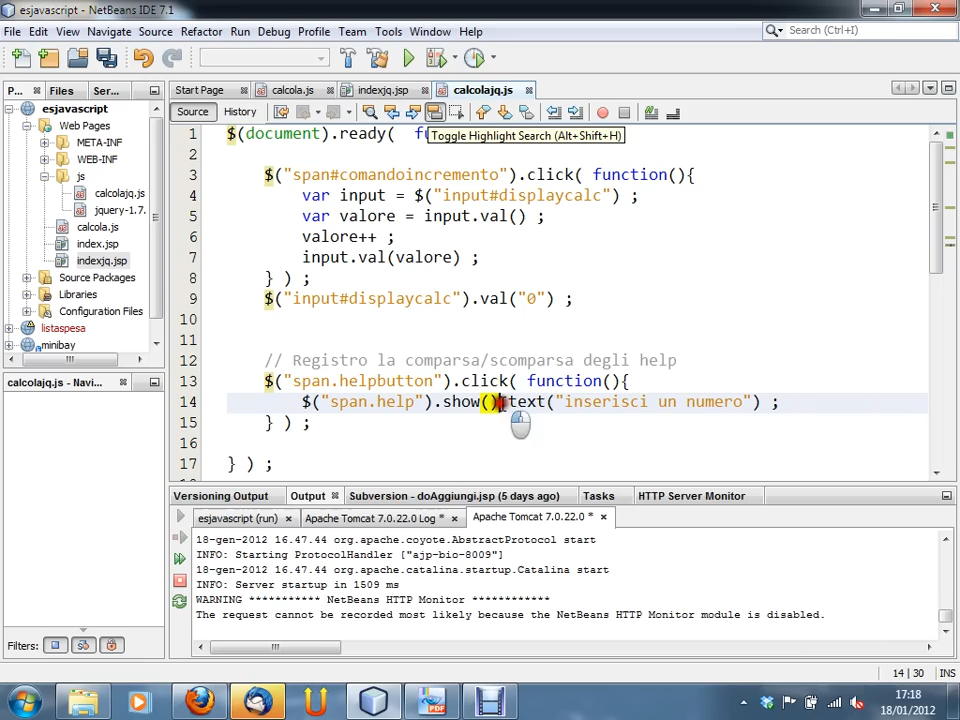 esjavascript - NetBeans IDE 7.1
File Edit View Navigate Source Refactor Run Debug Profile Team Tools Window Help
Search (Ctrl+I)
P... Files Ser...
Start Page calcola.js indexjq.jsp calcolajq.js
Source History
Toggle Highlight Search (Alt+Shift+H)
esjavascript
Web Pages
META-INF
WEB-INF
js
calcolajq.js
jquery-1.7.
calcola.js
index.jsp
indexjq.jsp
Source Packages
Libraries
Configuration Files
listaspesa
minibay
calcolajq.js - Navi...
Filters:
1 $(document).ready( fu
2
3 $("span#comandoincremento").click( function(){
4 var input = $("input#displaycalc") ;
5 var valore = input.val() ;
6 valore++ ;
7 input.val(valore) ;
8 } ) ;
9 $("input#displaycalc").val("0") ;
10
11
12 // Registro la comparsa/scomparsa degli help
13 $("span.helpbutton").click( function(){
14 $("span.help").show().text("inserisci un numero") ;
15 } ) ;
16
17 } ) ;
Versioning Output Output Subversion - doAggiungi.jsp (5 days ago) Tasks HTTP Server Monitor
esjavascript (run) Apache Tomcat 7.0.22.0 Log * Apache Tomcat 7.0.22.0 *
18-gen-2012 16.47.44 org.apache.coyote.AbstractProtocol start
INFO: Starting ProtocolHandler ["ajp-bio-8009"]
18-gen-2012 16.47.44 org.apache.catalina.startup.Catalina start
INFO: Server startup in 1509 ms
WARNING *********** NetBeans HTTP Monitor ************
The request cannot be recorded most likely because the NetBeans HTTP Monitor module is disabled.
14 | 30 INS
17:18
18/01/2012